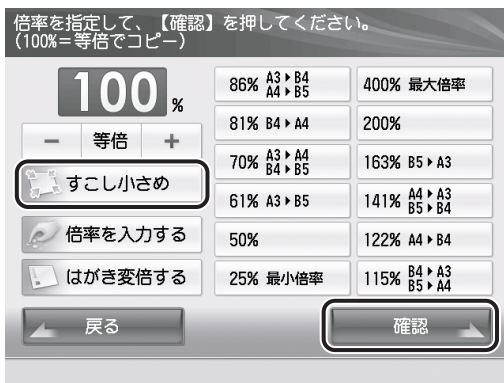 倍率を指定して、【確認】を押してください。
(100%=等倍でコピー)
100 %
－ 等倍 ＋
すこし小さめ
倍率を入力する
はがき変倍する
86% A3▶B4
A4▶B5
81% B4▶A4
70% A3▶A4
B4▶B5
61% A3▶B5
50%
25% 最小倍率
400% 最大倍率
200%
163% B5▶A3
141% A4▶A3
B5▶B4
122% A4▶B4
115% B4▶A3
B5▶A4
戻る
確認